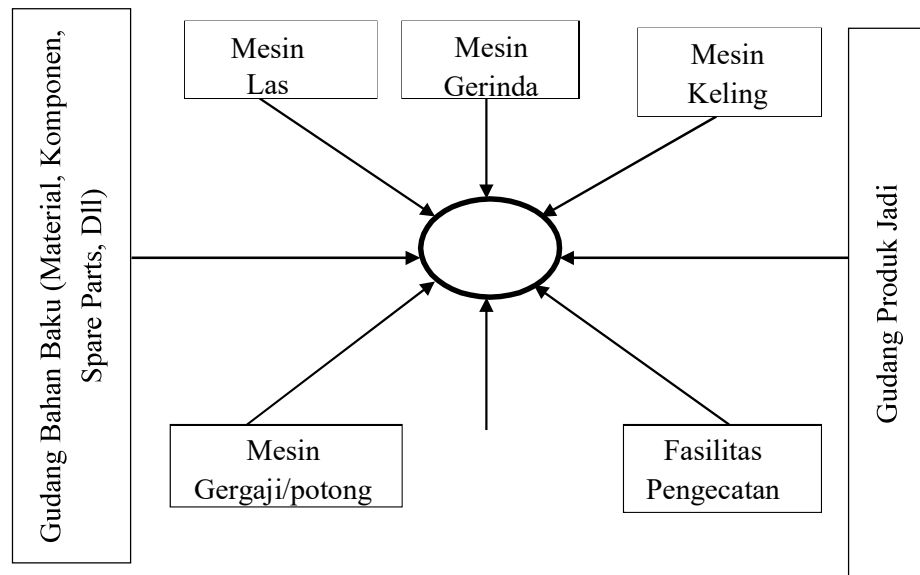 Gudang Bahan Baku (Material, Komponen,
Spare Parts, Dll)
Mesin
Las
Mesin
Gerinda
Mesin
Keling
Mesin
Gergaji/potong
Fasilitas
Pengecatan
Gudang Produk Jadi